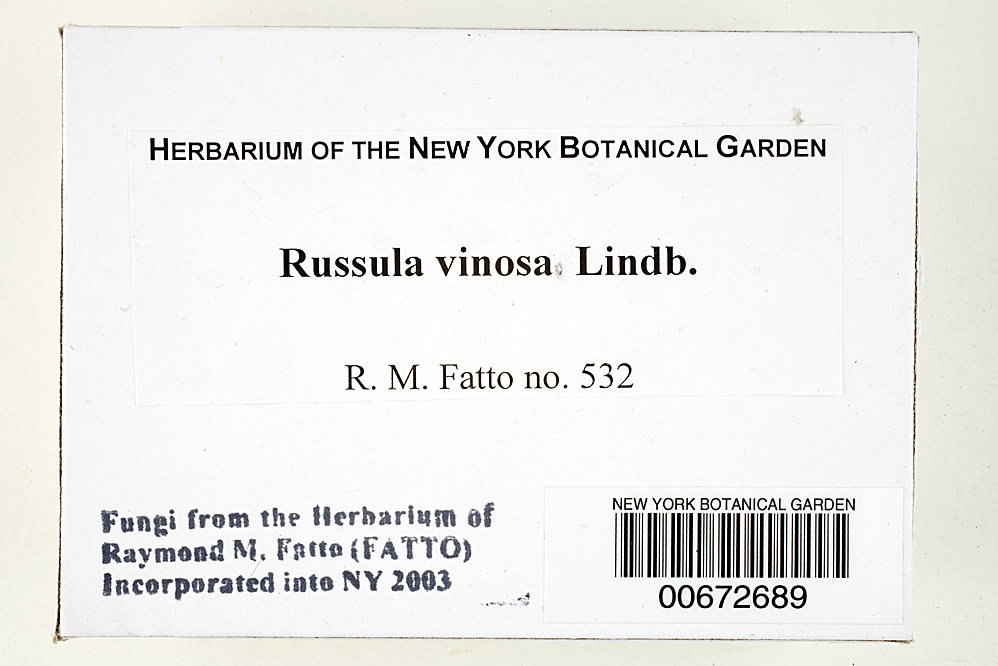 HERBARIUM OF THE NEW YORK BOTANICAL GARDEN
Russula vinosa Lindb.
R. M. Fatto no. 532
Fungi from the Herbarium of
Raymond M. Fatto (FATTO)
Incorporated into NY 2003
NEW YORK BOTANICAL GARDEN
00672689